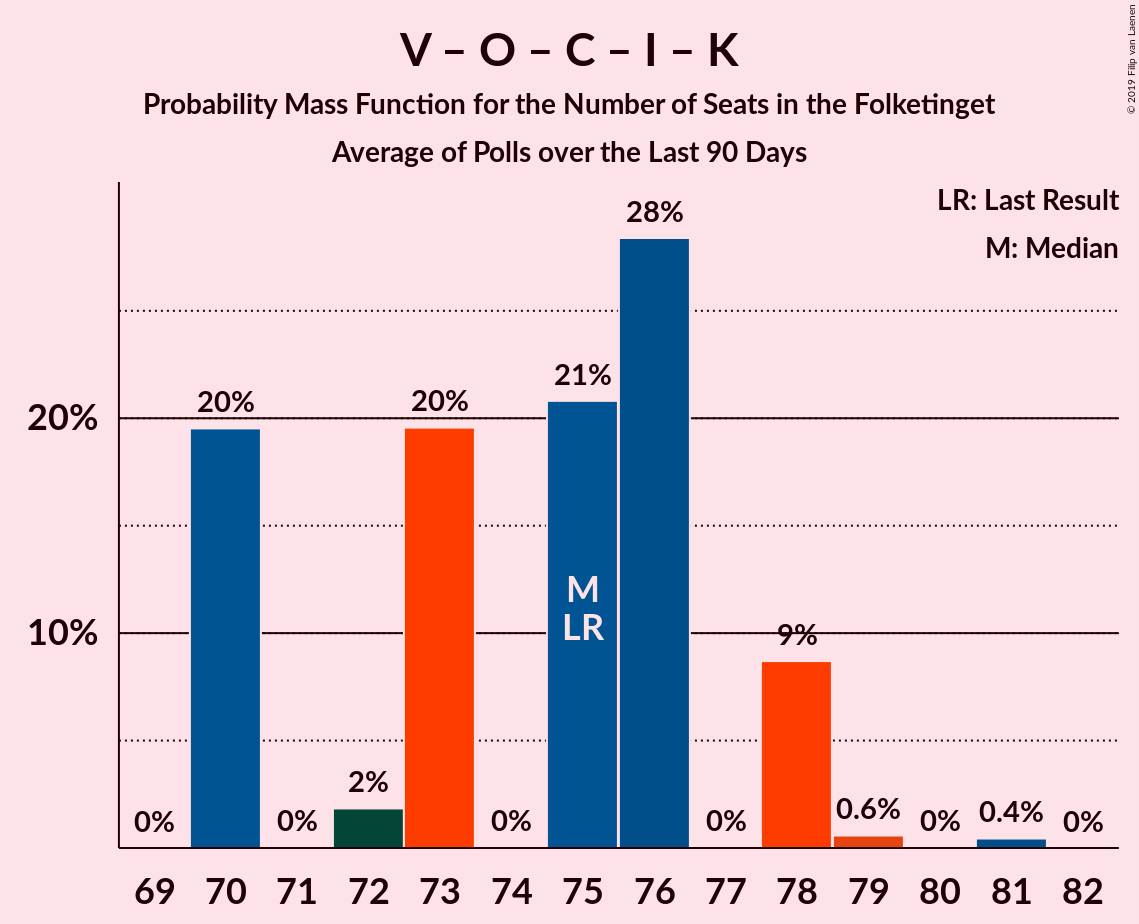 V – O – C – I – K
Probability Mass Function for the Number of Seats in the Folketinget
Average of Polls over the Last 90 Days
© 2019 Filip van Laenen
LR: Last Result
M: Median
28%
21%
20%
20%
20%
M
LR
10%
9%
2%
0.6%
0.4%
0%
0%
0%
0%
0%
0%
69 70 71 72 73 74 75 76 77 78 79 80 81 82